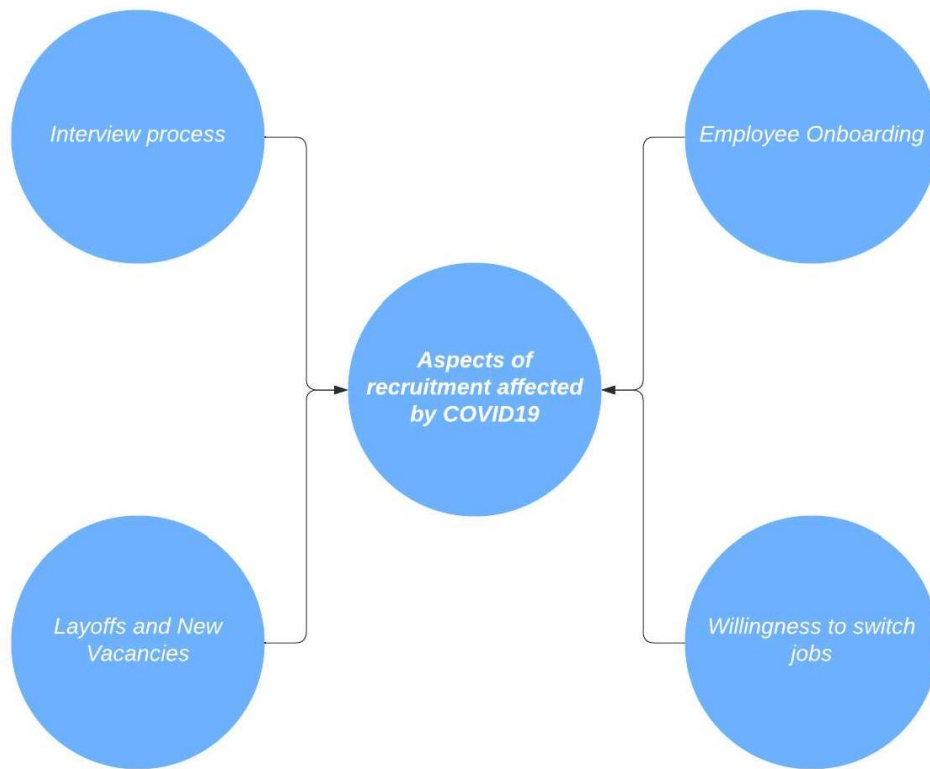 Interview process
Employee Onboarding
Aspects of
recruitment affected
by COVID19
Layoffs and New
Vacancies
Willingness to switch
jobs